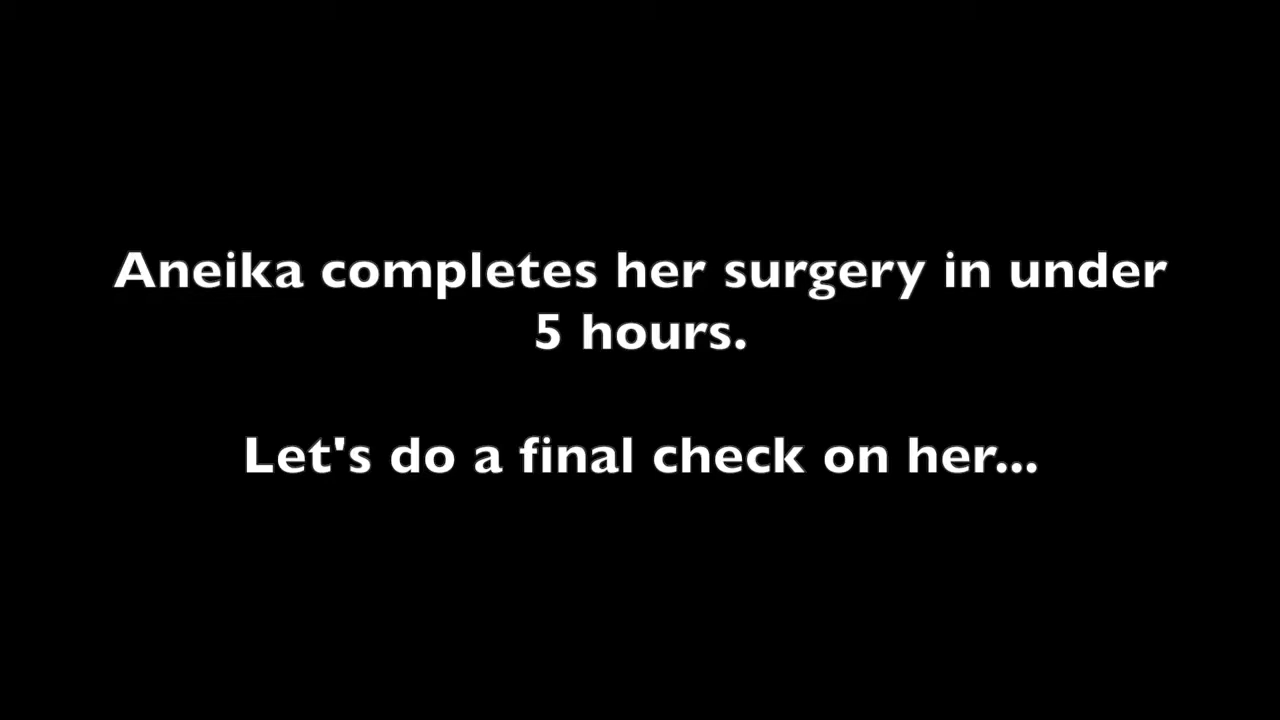 Aneika completes her surgery in under
5 hours.
Let's do a final check on her...